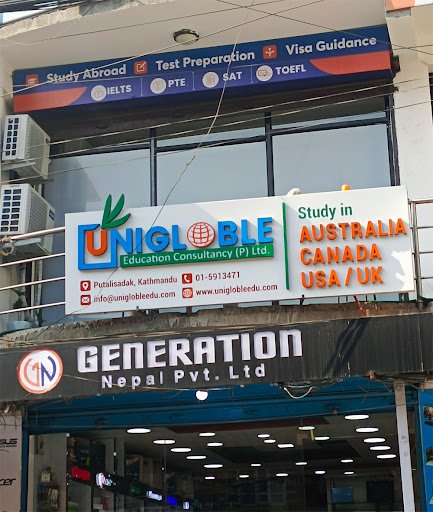 Study Abroad Test Preparation Visa Guidance
IELTS PTE SAT TOEFL
UNIGLOBLE
Education Consultancy (P) Ltd.
Putalisadak, Kathmandu 01-5913471
info@uniglobleedu.com www.uniglobleedu.com
Study in
AUSTRALIA
CANADA
USA / UK
GN
GENERATION
Nepal Pvt. Ltd